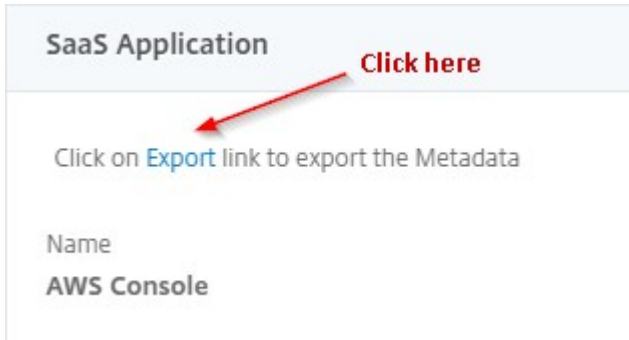 SaaS Application
Click here
Click on Export link to export the Metadata
Name
AWS Console